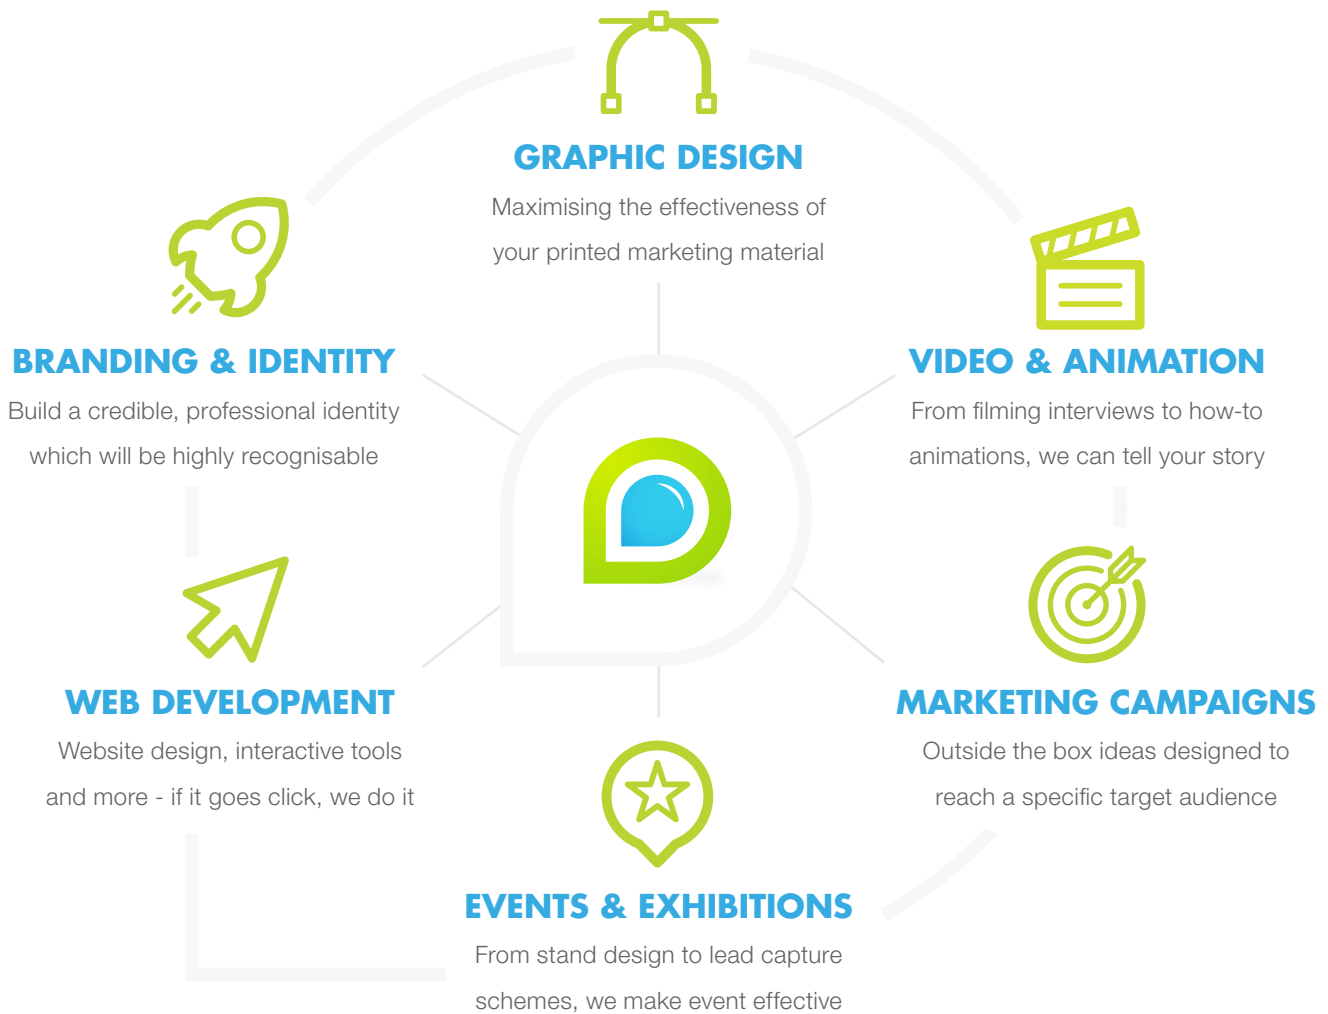 GRAPHIC DESIGN
Maximising the effectiveness of
your printed marketing material
BRANDING & IDENTITY
Build a credible, professional identity
which will be highly recognisable
VIDEO & ANIMATION
From filming interviews to how-to
animations, we can tell your story
WEB DEVELOPMENT
Website design, interactive tools
and more - if it goes click, we do it
MARKETING CAMPAIGNS
Outside the box ideas designed to
reach a specific target audience
EVENTS & EXHIBITIONS
From stand design to lead capture
schemes, we make event effective